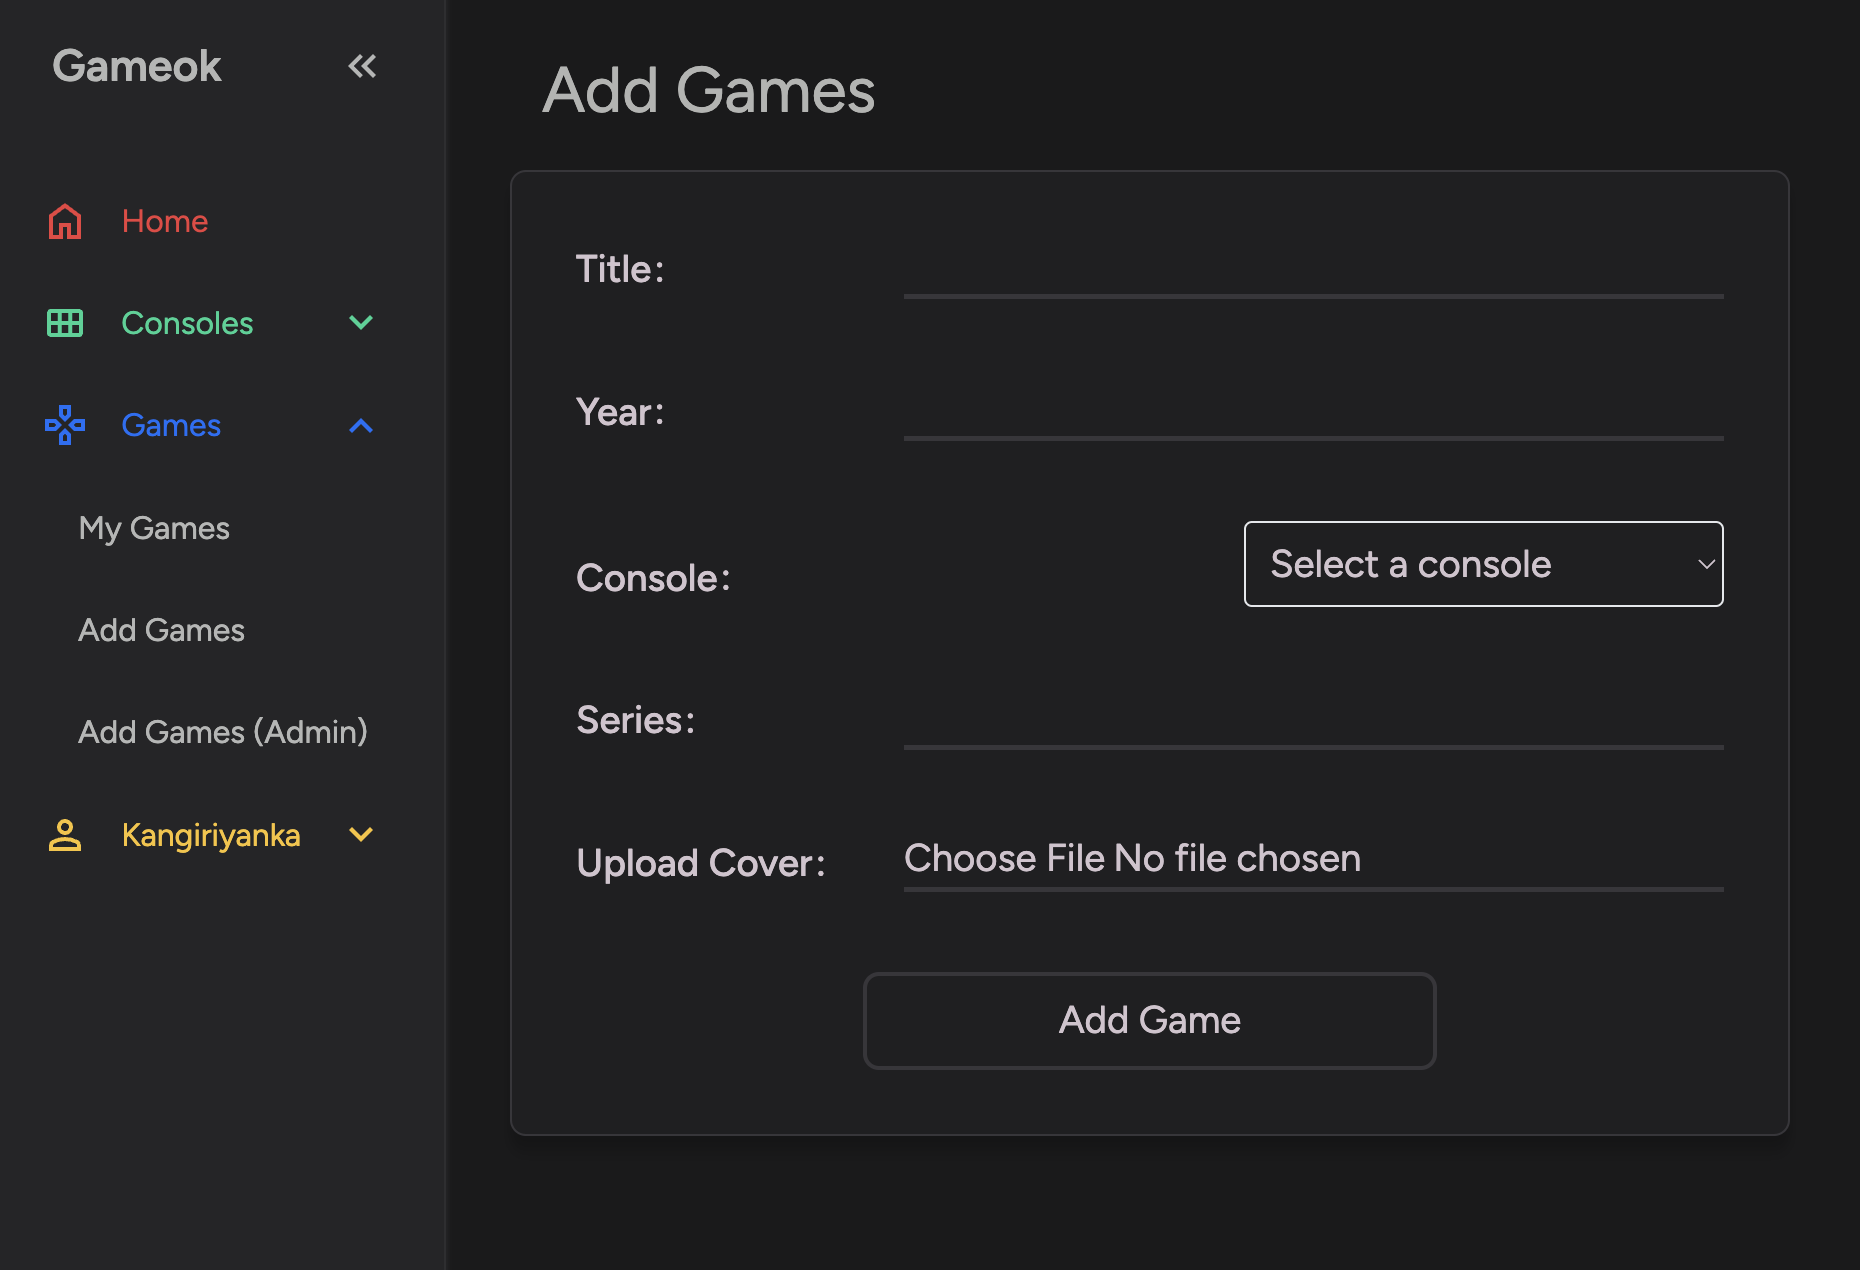 Gameok
Home
Consoles
Games
My Games
Add Games
Add Games (Admin)
Kangiriyanka
Add Games
Title:
Year:
Console:
Select a console
Series:
Upload Cover:
Choose File No file chosen
Add Game